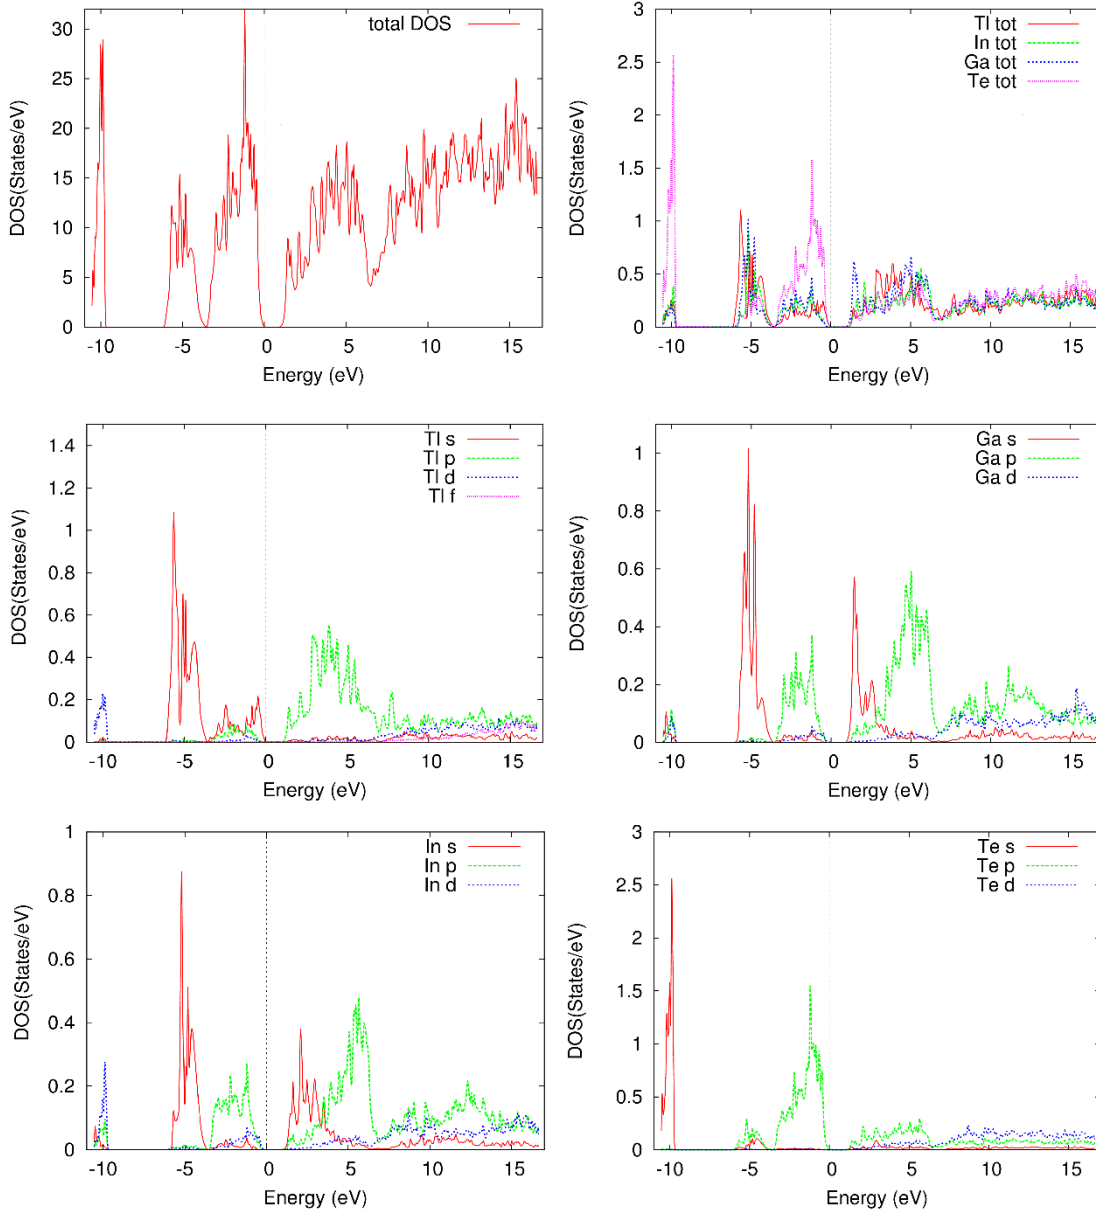 total DOS
DOS(States/eV)
32
30
25
20
15
10
5
0
-10 -5 0 5 10 15
Energy (eV)
Tl tot
In tot
Ga tot
Te tot
DOS(States/eV)
3
2.5
2
1.5
1
0.5
0
-10 -5 0 5 10 15
Energy (eV)
Tl s
Tl p
Tl d
Tl f
DOS(States/eV)
1.4
1.2
1
0.8
0.6
0.4
0.2
0
-10 -5 0 5 10 15
Energy (eV)
Ga s
Ga p
Ga d
DOS(States/eV)
1
0.8
0.6
0.4
0.2
0
-10 -5 0 5 10 15
Energy (eV)
In s
In p
In d
DOS(States/eV)
1
0.8
0.6
0.4
0.2
0
-10 -5 0 5 10 15
Energy (eV)
Te s
Te p
Te d
DOS(States/eV)
3
2.5
2
1.5
1
0.5
0
-10 -5 0 5 10 15
Energy (eV)